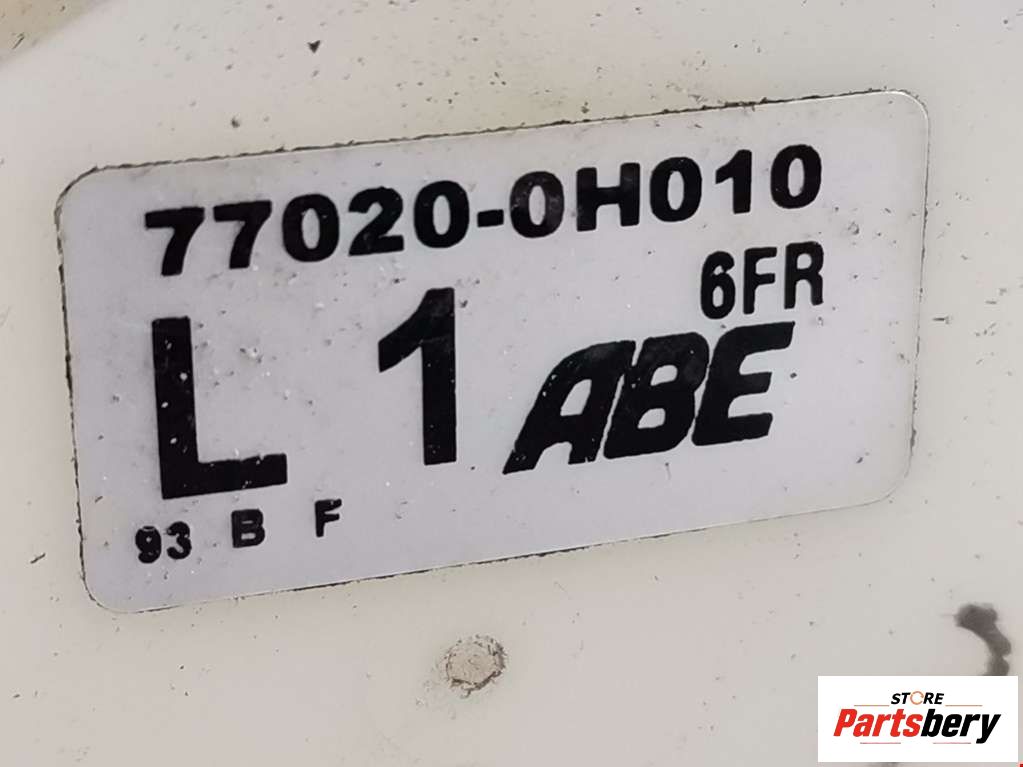 77020-0H010
6FR
L 1 ABE
93 B F
STORE
Partsbery